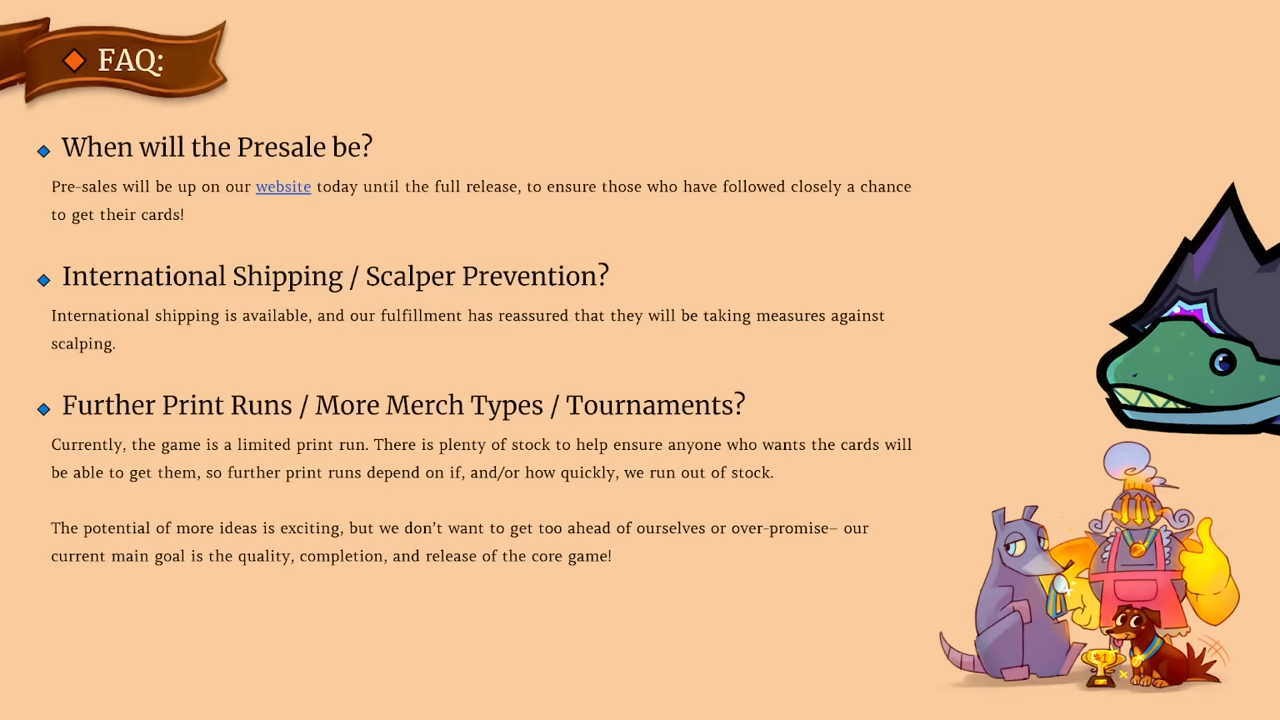 FAQ:
When will the Presale be?
Pre-sales will be up on our website today until the full release, to ensure those who have followed closely a chance
to get their cards!
International Shipping / Scalper Prevention?
International shipping is available, and our fulfillment has reassured that they will be taking measures against
scalping.
Further Print Runs / More Merch Types / Tournaments?
Currently, the game is a limited print run. There is plenty of stock to help ensure anyone who wants the cards will
be able to get them, so further print runs depend on if, and/or how quickly, we run out of stock.
The potential of more ideas is exciting, but we don’t want to get too ahead of ourselves or over-promise– our
current main goal is the quality, completion, and release of the core game!
#1